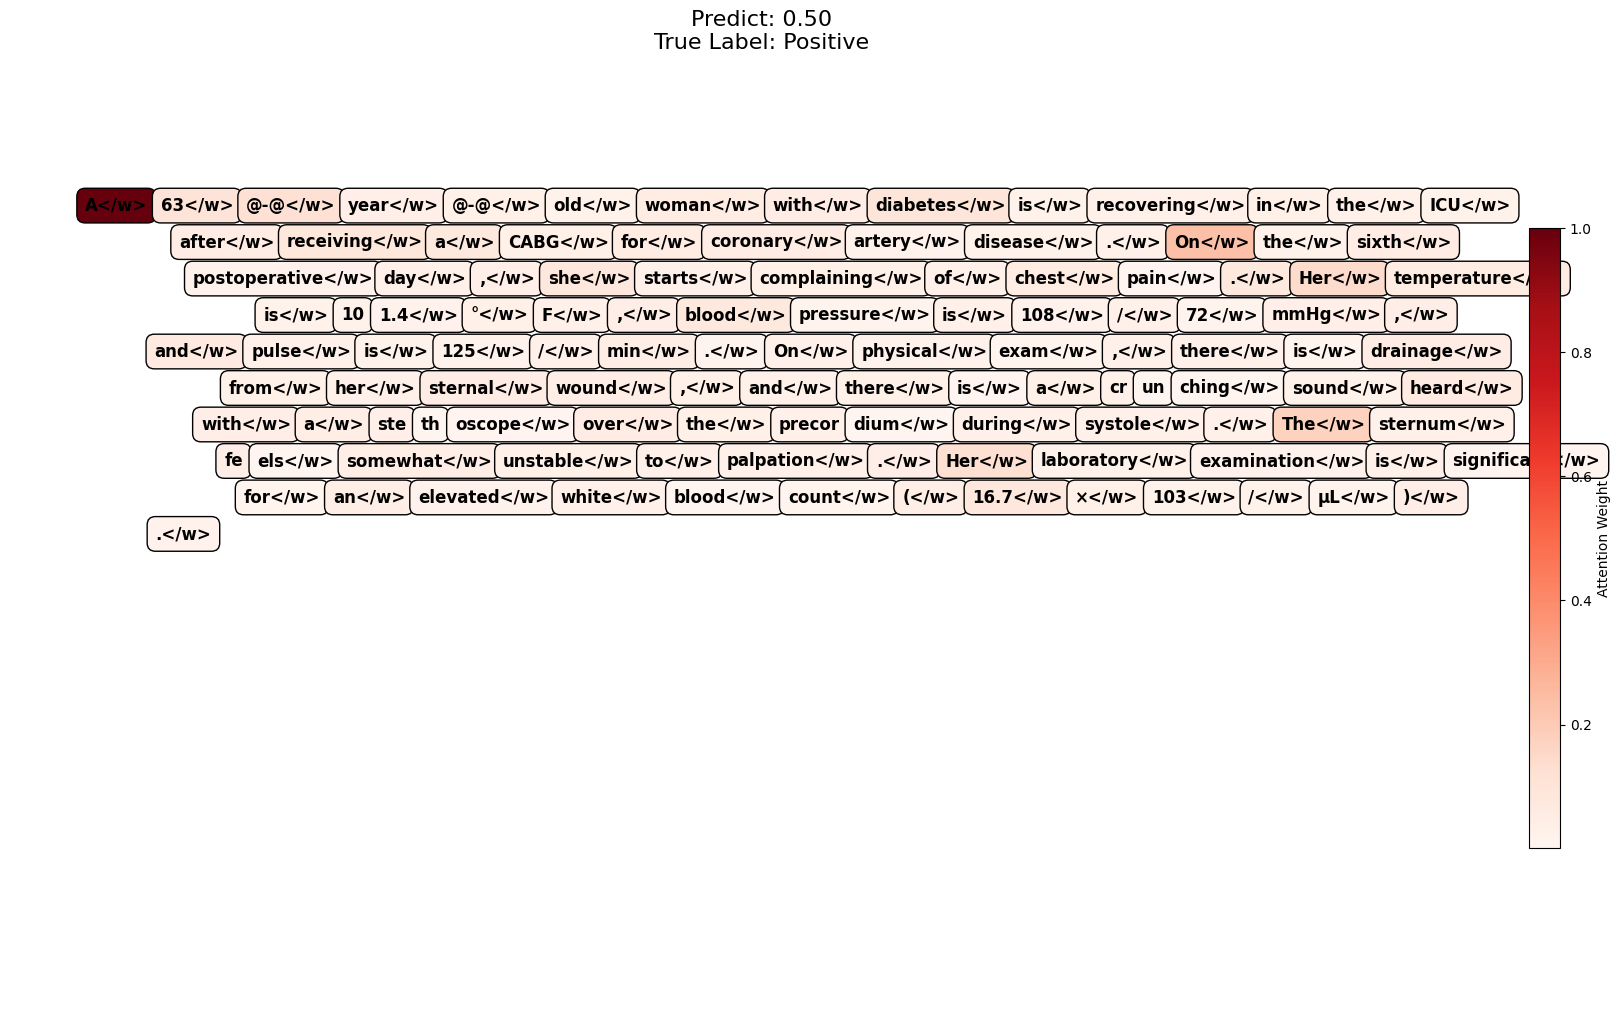 Predict: 0.50
True Label: Positive
A</w> 63</w> @-@</w> year</w> @-@</w> old</w> woman</w> with</w> diabetes</w> is</w> recovering</w> in</w> the</w> ICU</w>
after</w> receiving</w> a</w> CABG</w> for</w> coronary</w> artery</w> disease</w> .</w> On</w> the</w> sixth</w>
postoperative</w> day</w> ,</w> she</w> starts</w> complaining</w> of</w> chest</w> pain</w> .</w> Her</w> temperature</
is</w> 10 1.4</w> °</w> F</w> ,</w> blood</w> pressure</w> is</w> 108</w> /</w> 72</w> mmHg</w> ,</w>
and</w> pulse</w> is</w> 125</w> /</w> min</w> .</w> On</w> physical</w> exam</w> ,</w> there</w> is</w> drainage</w>
from</w> her</w> sternal</w> wound</w> ,</w> and</w> there</w> is</w> a</w> cr un ching</w> sound</w> heard</w>
with</w> a</w> ste th oscope</w> over</w> the</w> precor dium</w> during</w> systole</w> .</w> The</w> sternum</w>
fe els</w> somewhat</w> unstable</w> to</w> palpation</w> .</w> Her</w> laboratory</w> examination</w> is</w> significa </w>
for</w> an</w> elevated</w> white</w> blood</w> count</w> (</w> 16.7</w> ×</w> 103</w> /</w> μL</w> )</w>
.</w>
1.0
0.8
0.6
0.4
0.2
Attention Weight